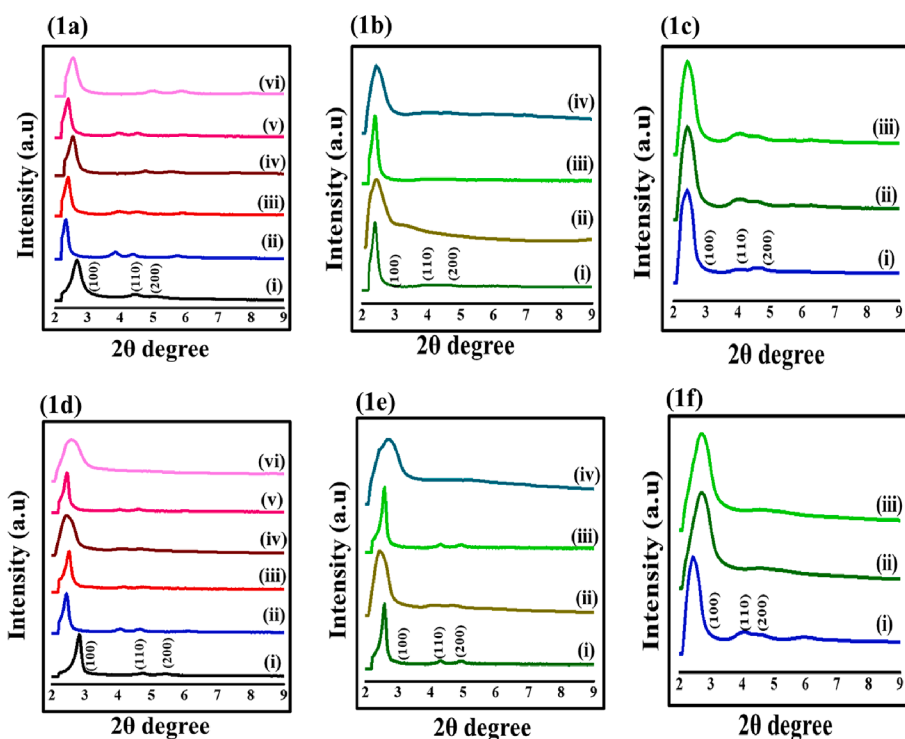 (1a)
Intensity (a.u)
(vi)
(v)
(iv)
(iii)
(ii)
(100)
(110)
(200)
(i)
2 3 4 5 6 7 8 9
2θ degree
(1b)
Intensity (a.u)
(iv)
(iii)
(ii)
(100)
(110)
(200)
(i)
2 3 4 5 6 7 8 9
2θ degree
(1c)
Intensity (a.u)
(iii)
(ii)
(100)
(110)
(200)
(i)
2 3 4 5 6 7 8 9
2θ degree
(1d)
Intensity (a.u)
(vi)
(v)
(iv)
(iii)
(ii)
(100)
(110)
(200)
(i)
2 3 4 5 6 7 8 9
2θ degree
(1e)
Intensity (a.u)
(iv)
(iii)
(ii)
(100)
(110)
(200)
(i)
2 3 4 5 6 7 8 9
2θ degree
(1f)
Intensity (a.u)
(iii)
(ii)
(100)
(110)
(200)
(i)
2 3 4 5 6 7 8 9
2θ degree